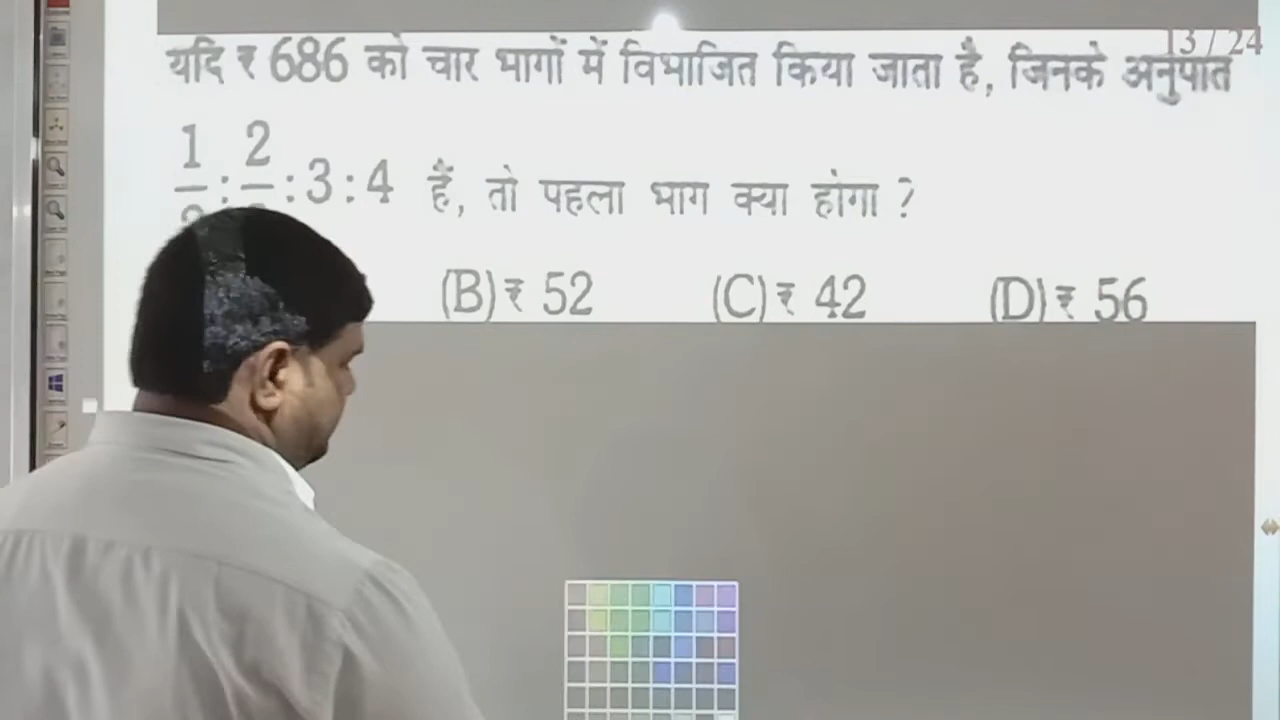 13 / 24
यदि ₹ 686 को चार भागों में विभाजित किया जाता है, जिनके अनुपात
1 : 2 : 3 : 4 हैं, तो पहला भाग क्या होगा ?
(B) ₹ 52 (C) ₹ 42 (D) ₹ 56